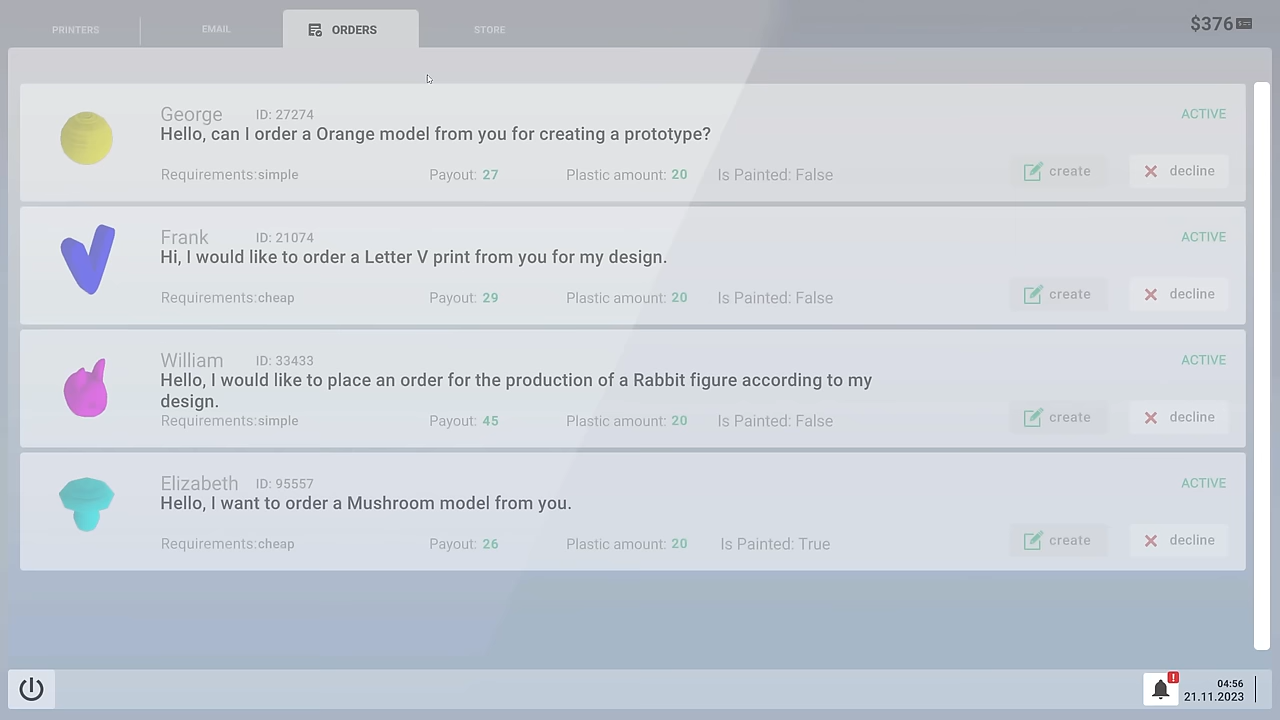 PRINTERS
EMAIL
ORDERS
STORE
$376
George ID: 27274
ACTIVE
Hello, can I order a Orange model from you for creating a prototype?
Requirements:simple Payout: 27 Plastic amount: 20 Is Painted: False
create
decline
Frank ID: 21074
ACTIVE
Hi, I would like to order a Letter V print from you for my design.
Requirements:cheap Payout: 29 Plastic amount: 20 Is Painted: False
create
decline
William ID: 33433
ACTIVE
Hello, I would like to place an order for the production of a Rabbit figure according to my
design.
Requirements:simple Payout: 45 Plastic amount: 20 Is Painted: False
create
decline
Elizabeth ID: 95557
ACTIVE
Hello, I want to order a Mushroom model from you.
Requirements:cheap Payout: 26 Plastic amount: 20 Is Painted: True
create
decline
!
04:56
21.11.2023